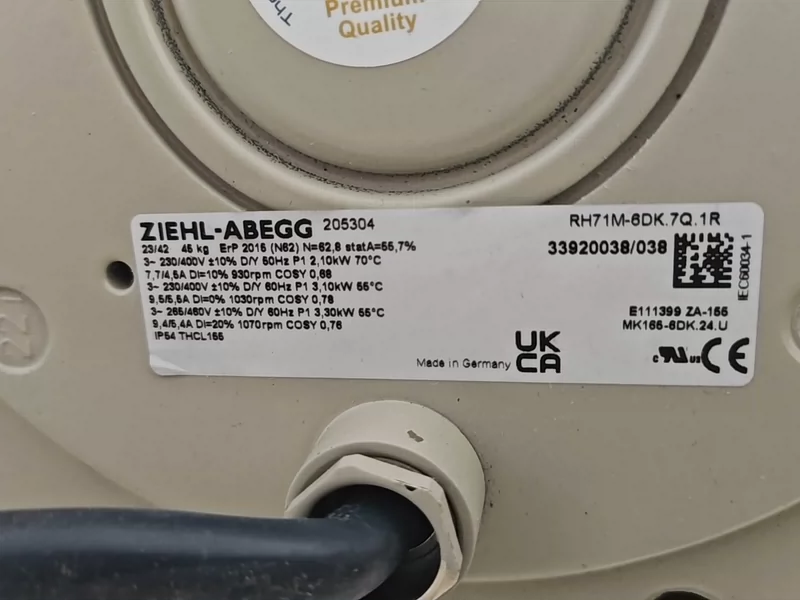 Premium
Quality
ZIEHL-ABEGG 205304
RH71M-6DK.7Q.1R
23/42 45 kg ErP 2016 (N62) N=62,8 statA=55,7%
33920038/038
3~ 230/400V ±10% D/Y 50Hz P1 2,10kW 70°C
7,7/4,5A DI=10% 930rpm COSY 0,68
3~ 230/400V ±10% D/Y 60Hz P1 3,10kW 55°C
9,5/5,5A DI=0% 1030rpm COSY 0,78
3~ 265/460V ±10% D/Y 60Hz P1 3,30kW 55°C
9,4/5,4A DI=20% 1070rpm COSY 0,76
IP54 THCL155
IEC60034-1
E111399 ZA-155
MK165-6DK.24.U
Made in Germany
UK
CA
c us CE